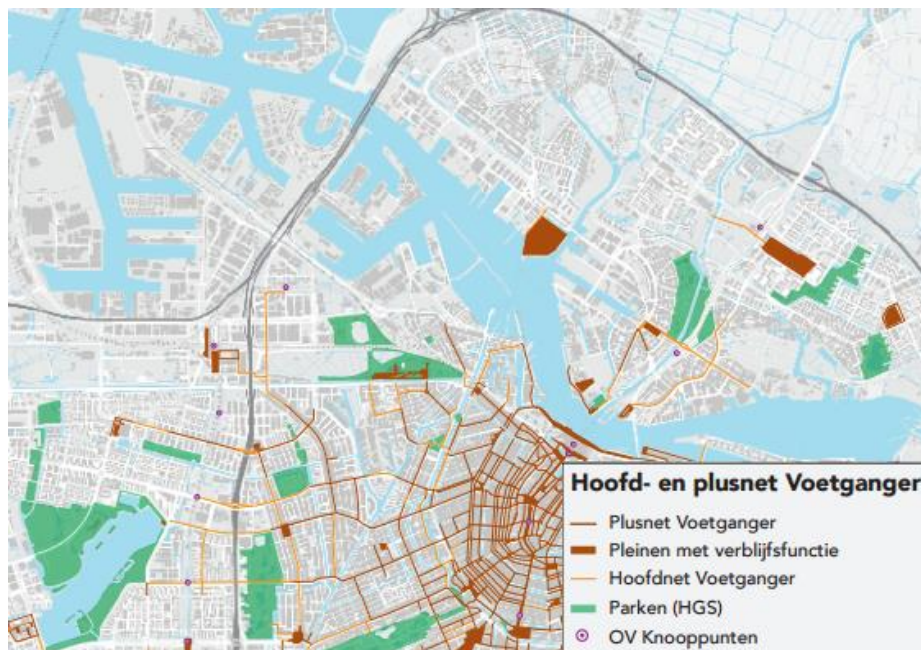 Hoofd- en plusnet Voetganger
Plusnet Voetganger
Pleinen met verblijfsfunctie
Hoofdnet Voetganger
Parken (HGS)
OV Knooppunten